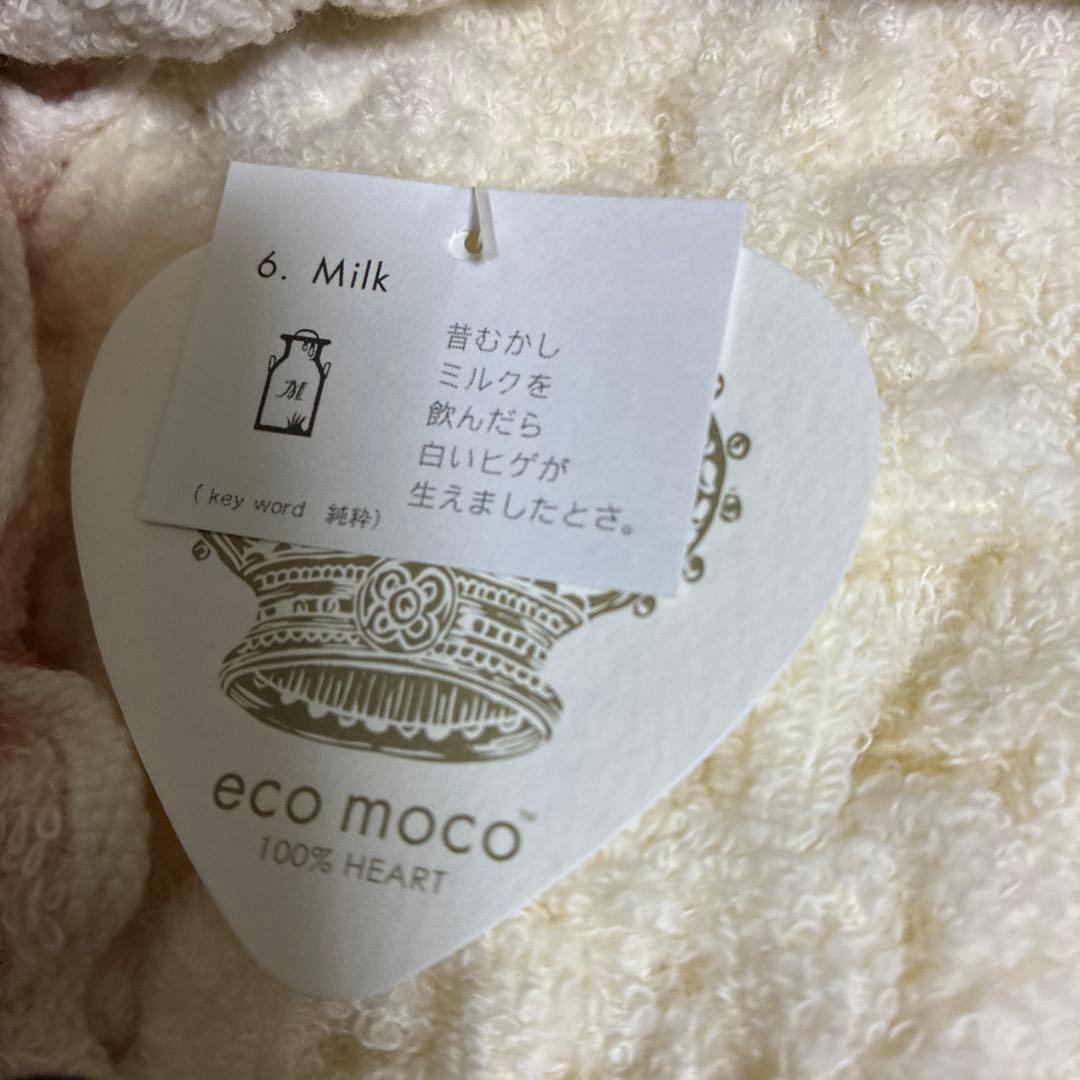 6. Milk
M
昔むかし
ミルクを
飲んだら
白いヒゲが
生えましたとさ。
( key word 純粋)
eco moco™
100% HEART